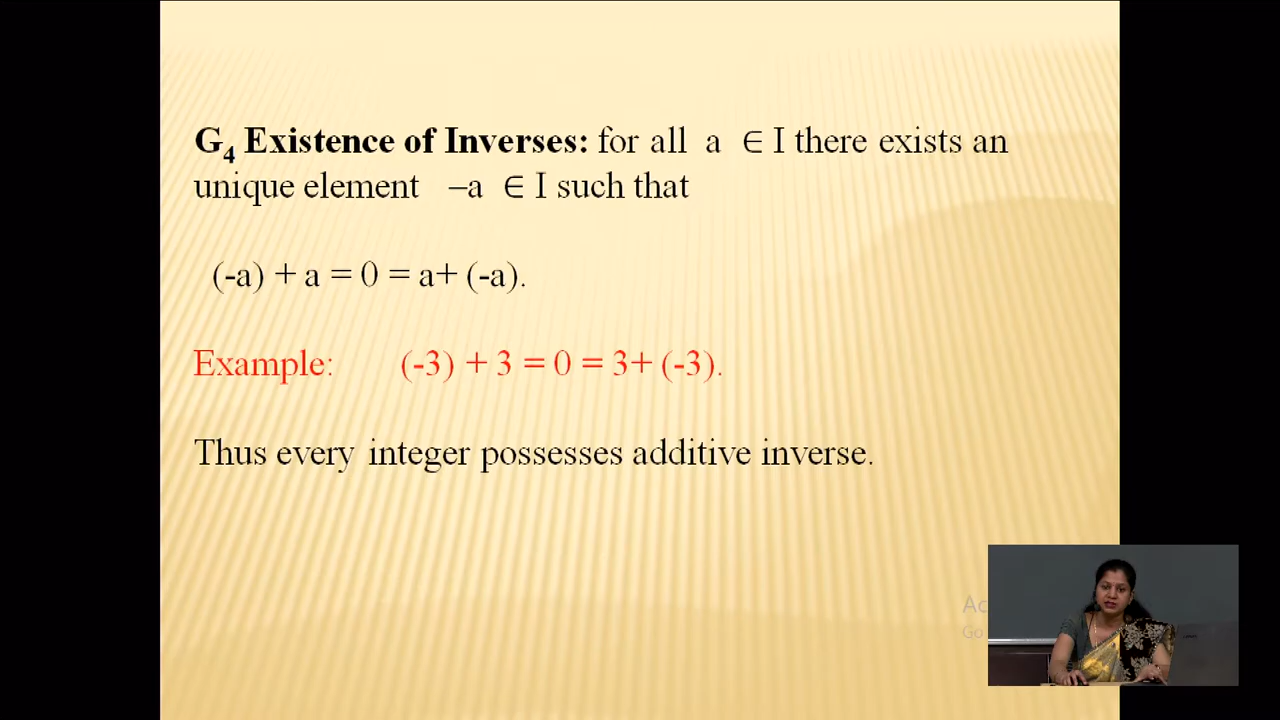 G4 Existence of Inverses: for all a ∈ I there exists an
unique element –a ∈ I such that
(-a) + a = 0 = a+ (-a).
Example: (-3) + 3 = 0 = 3+ (-3).
Thus every integer possesses additive inverse.
Go